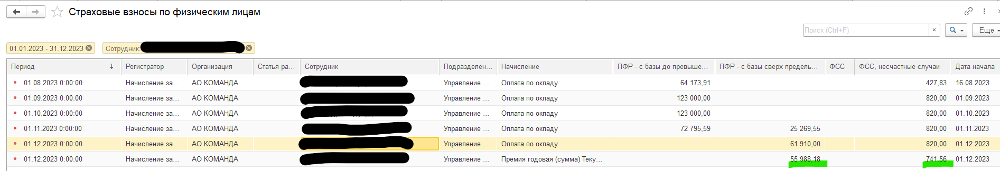 Страховые взносы по физическим лицам
Поиск (Ctrl+F) × Еще
01.01.2023 - 31.12.2023 Сотрудник:
Период ↓ Регистратор Организация Статья ра... Сотрудник Подразделен... Начисление ПФР - с базы до превыше... ПФР - с базы сверх предель... ФСС ФСС, несчастные случаи Дата начала
01.08.2023 0:00:00 Начисление за... АО КОМАНДА Управление ... Оплата по окладу 64 173,91 427,83 16.08.2023
01.09.2023 0:00:00 Начисление за... АО КОМАНДА Управление ... Оплата по окладу 123 000,00 820,00 01.09.2023
01.10.2023 0:00:00 Начисление за... АО КОМАНДА Управление ... Оплата по окладу 123 000,00 820,00 01.10.2023
01.11.2023 0:00:00 Начисление за... АО КОМАНДА Управление ... Оплата по окладу 72 795,59 25 269,55 820,00 01.11.2023
01.12.2023 0:00:00 Начисление за... АО КОМАНДА Управление ... Оплата по окладу 61 910,00 820,00 01.12.2023
01.12.2023 0:00:00 Начисление за... АО КОМАНДА Управление ... Премия годовая (сумма) Теку... 55 988,18 741,56 01.12.2023